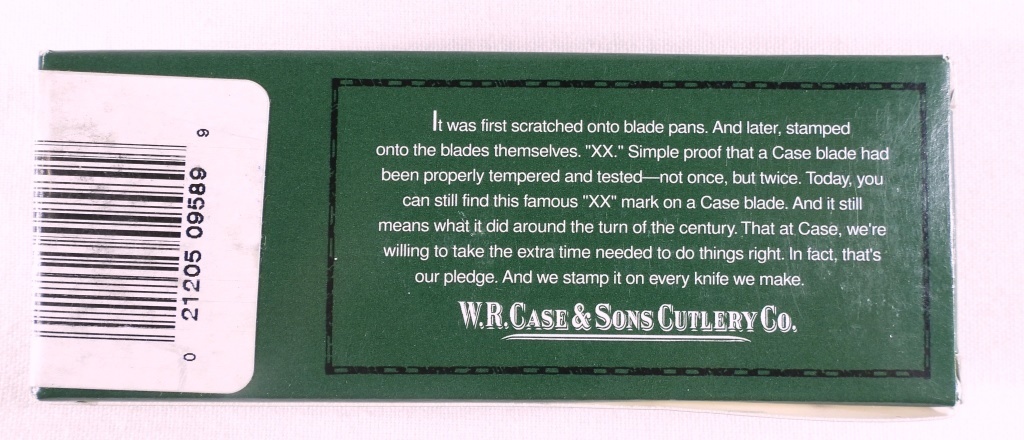 It was first scratched onto blade pans. And later, stamped
onto the blades themselves. "XX." Simple proof that a Case blade had
been properly tempered and tested—not once, but twice. Today, you
can still find this famous "XX" mark on a Case blade. And it still
means what it did around the turn of the century. That at Case, we're
willing to take the extra time needed to do things right. In fact, that's
our pledge. And we stamp it on every knife we make.
W.R. CASE & SONS CUTLERY CO.
0 21205 09589 9